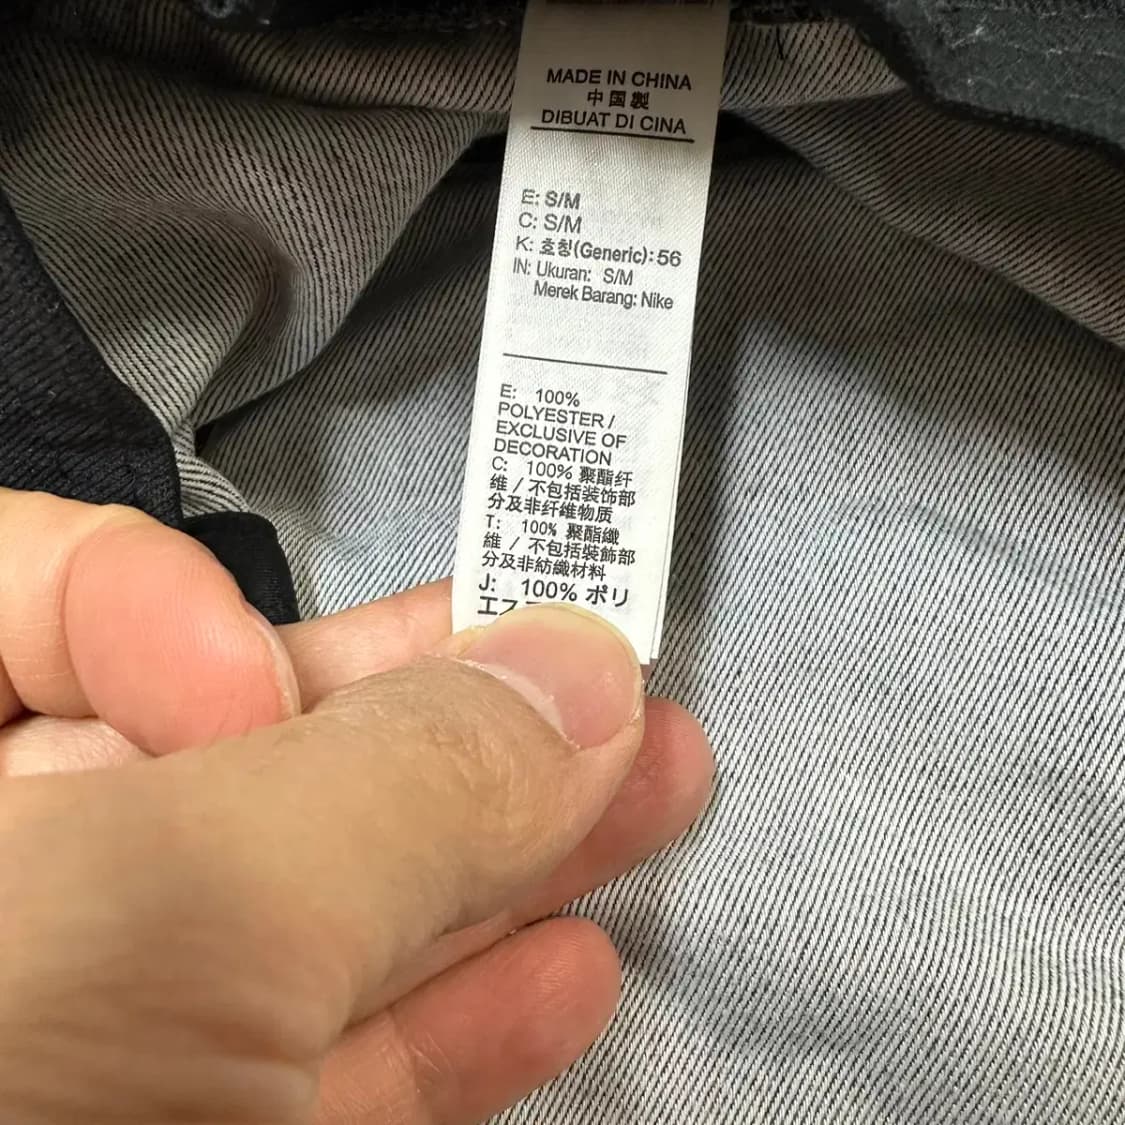 MADE IN CHINA
中国製
DIBUAT DI CINA
E: S/M
C: S/M
K: 호칭(Generic): 56
IN: Ukuran: S/M
Merek Barang: Nike
E: 100%
POLYESTER /
EXCLUSIVE OF
DECORATION
C: 100% 聚酯纤
维 / 不包括装饰部
分及非纤维物质
T: 100% 聚酯纖
維 / 不包括裝飾部
分及非紡織材料
J: 100% ポリ
エス